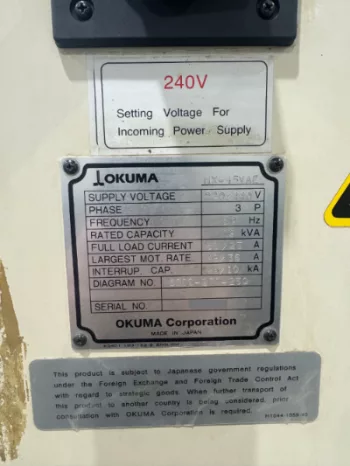 240V
Setting Voltage For
Incoming Power Supply
OKUMA
SUPPLY VOLTAGE V
PHASE 3 P
FREQUENCY Hz
RATED CAPACITY kVA
FULL LOAD CURRENT A
LARGEST MOT. RATE A
INTERRUP. CAP. kA
DIAGRAM NO.
SERIAL NO.
OKUMA Corporation
MADE IN JAPAN
This product is subject to Japanese government regulations
under the Foreign Exchange and Foreign Trade Control Act
with regard to strategic goods. When further transport of
this product to another country is being considered, prior
consultation with OKUMA Corporation is required.